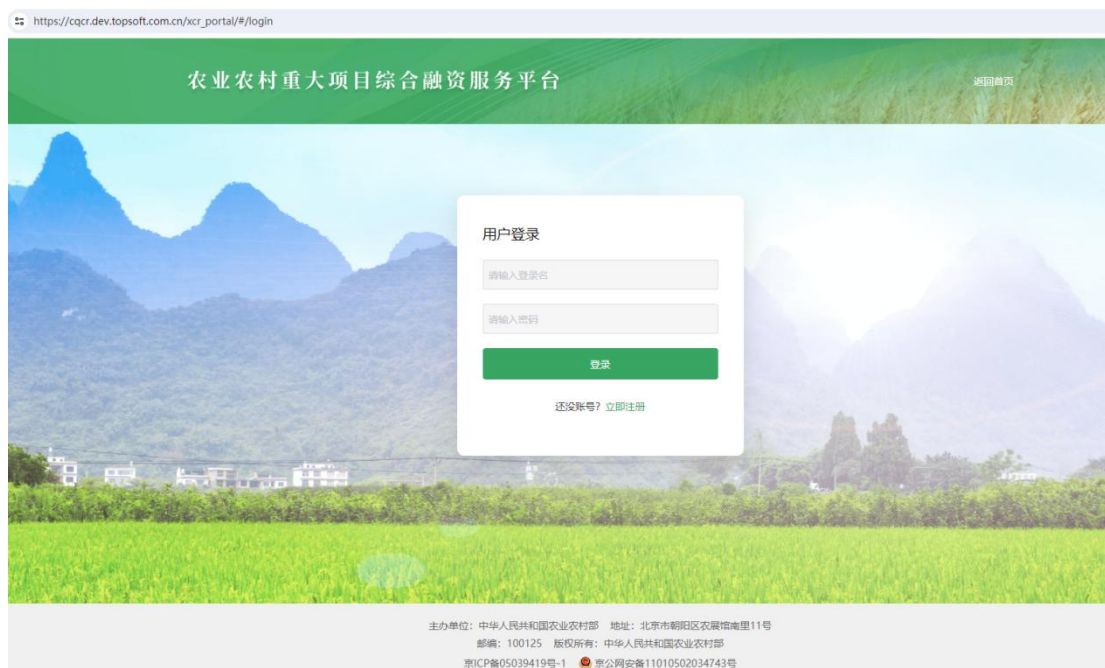 https://cqcr.dev.topsoft.com.cn/xcr_portal/#/login
农业农村重大项目综合融资服务平台
返回首页
用户登录
请输入登录名
请输入密码
登录
还没账号? 立即注册
主办单位: 中华人民共和国农业农村部 地址: 北京市朝阳区农展馆南里11号
邮编: 100125 版权所有: 中华人民共和国农业农村部
京ICP备05039419号-1 京公网安备11010502034743号